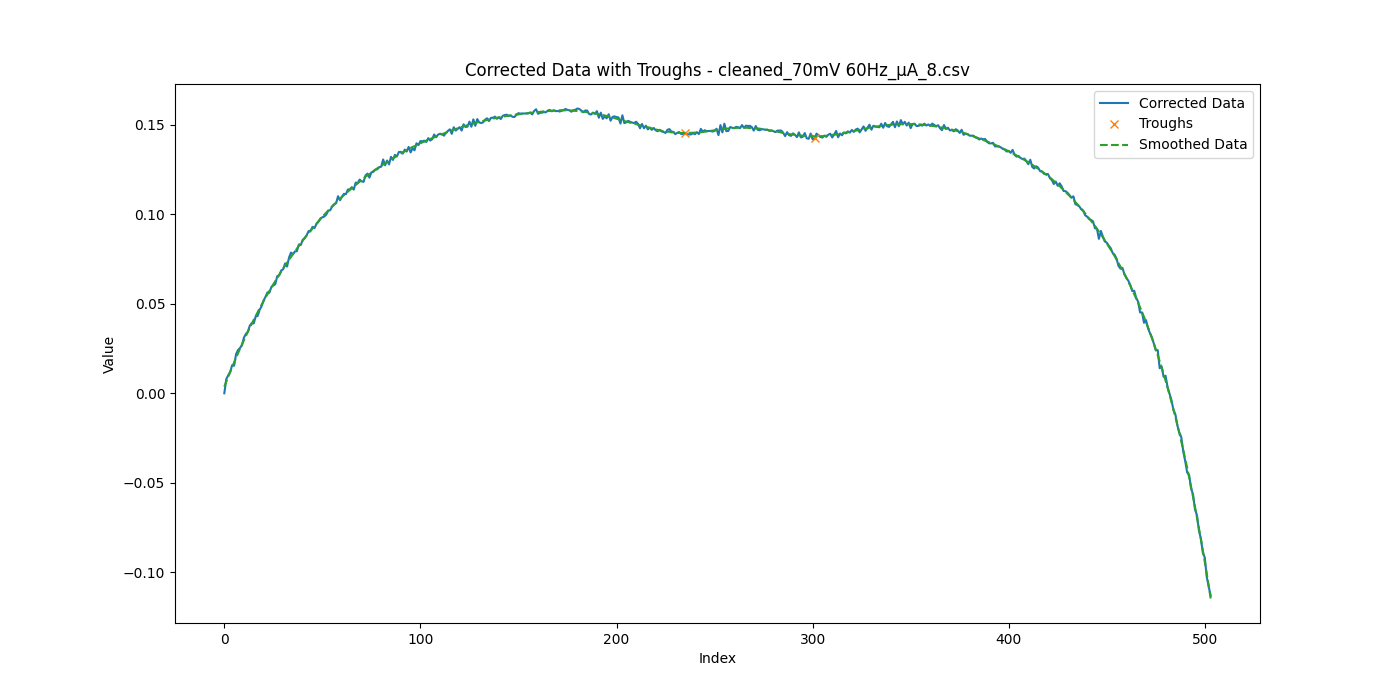 Corrected Data with Troughs - cleaned_70mV 60Hz_µA_8.csv
Corrected Data
Troughs
Smoothed Data
0.15
0.10
0.05
0.00
−0.05
−0.10
Value
0 100 200 300 400 500
Index